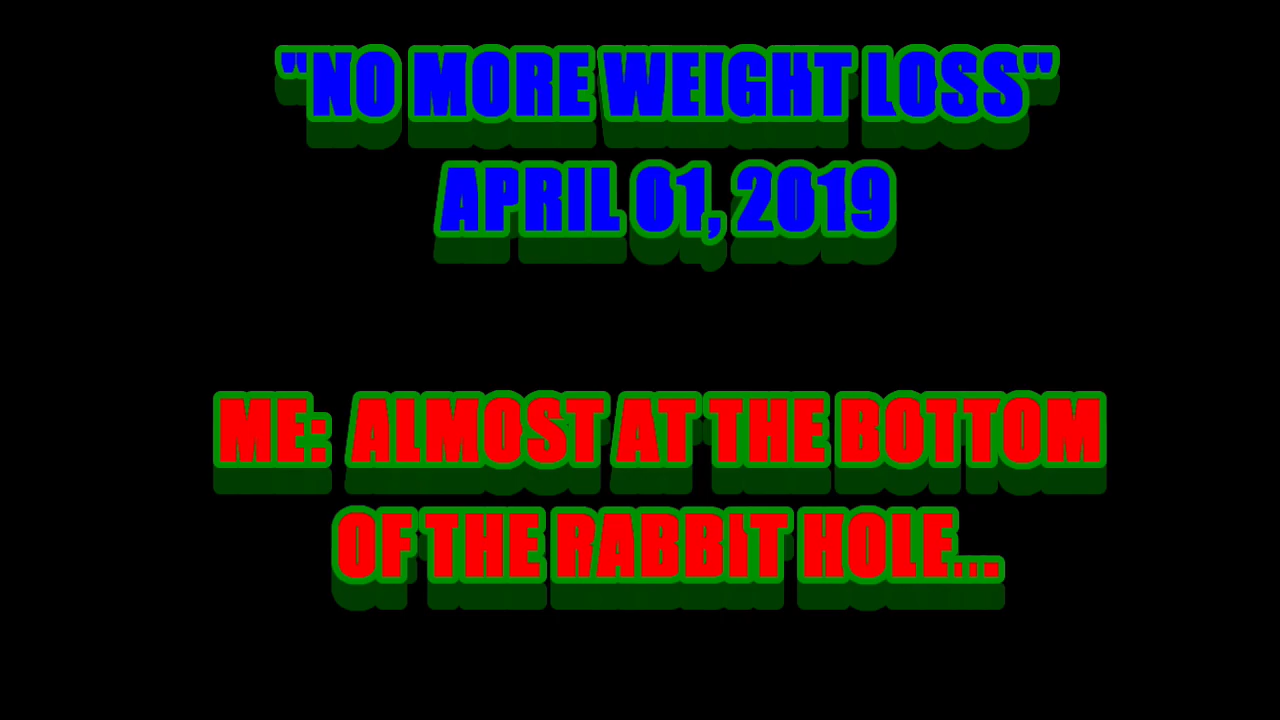 "NO MORE WEIGHT LOSS"
APRIL 01, 2019
ME: ALMOST AT THE BOTTOM
OF THE RABBIT HOLE...